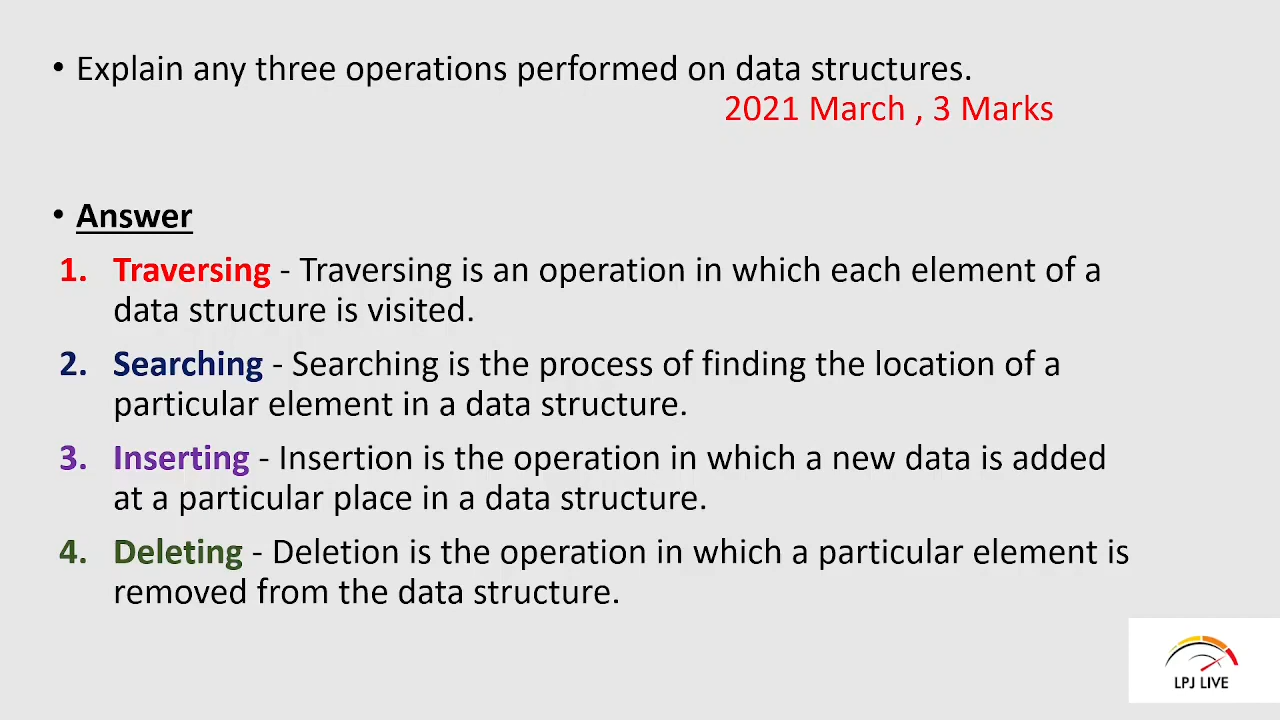 • Explain any three operations performed on data structures.
2021 March , 3 Marks
• Answer
1. Traversing - Traversing is an operation in which each element of a
data structure is visited.
2. Searching - Searching is the process of finding the location of a
particular element in a data structure.
3. Inserting - Insertion is the operation in which a new data is added
at a particular place in a data structure.
4. Deleting - Deletion is the operation in which a particular element is
removed from the data structure.
LPJ LIVE